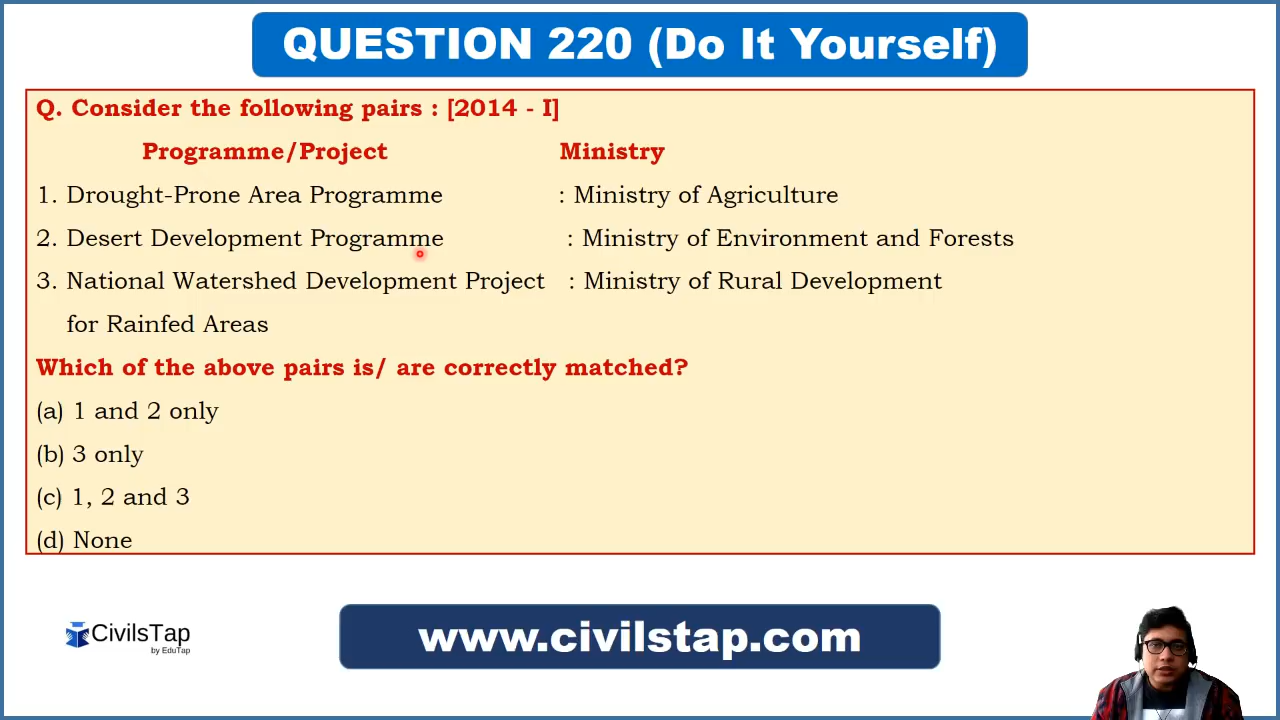 QUESTION 220 (Do It Yourself)
Q. Consider the following pairs : [2014 - I]
Programme/Project Ministry
1. Drought-Prone Area Programme : Ministry of Agriculture
2. Desert Development Programme : Ministry of Environment and Forests
3. National Watershed Development Project : Ministry of Rural Development
for Rainfed Areas
Which of the above pairs is/ are correctly matched?
(a) 1 and 2 only
(b) 3 only
(c) 1, 2 and 3
(d) None
CivilsTap
by EduTap
www.civilstap.com